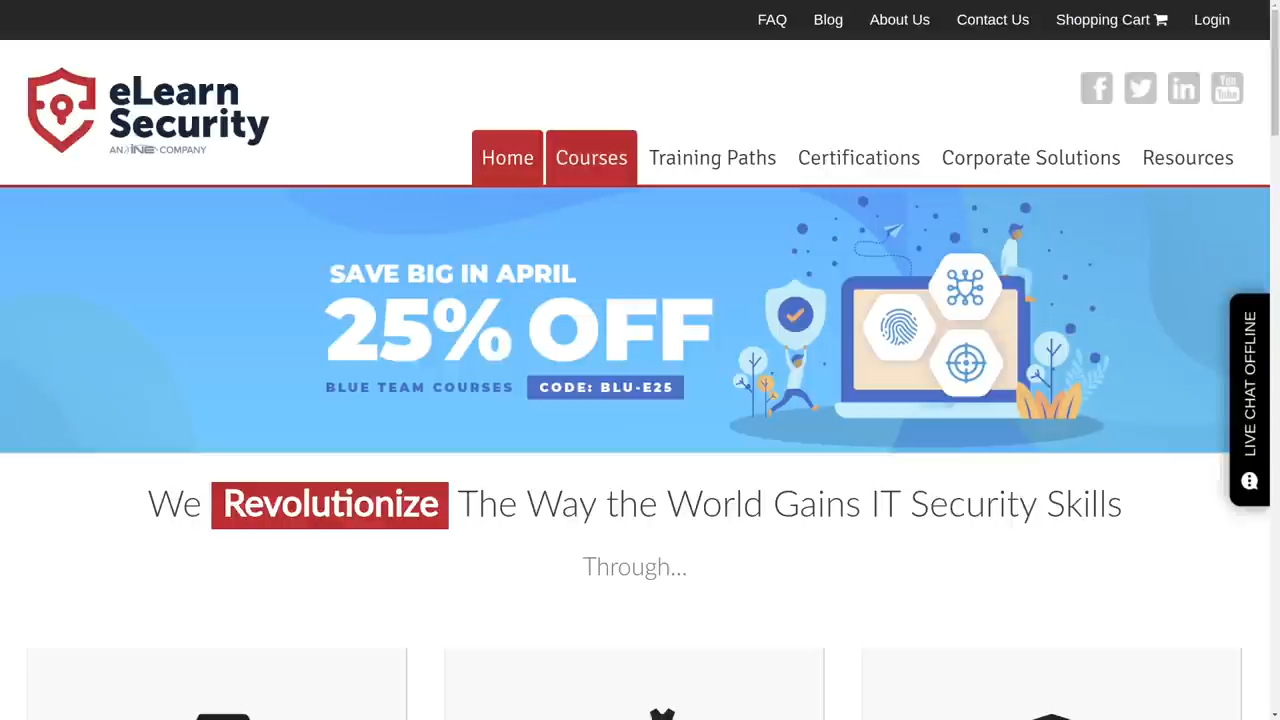 FAQ Blog About Us Contact Us Shopping Cart Login
eLearn
Security
AN INE COMPANY
You
Tube
Home Courses Training Paths Certifications Corporate Solutions Resources
SAVE BIG IN APRIL
25% OFF
BLUE TEAM COURSES CODE: BLU-E25
LIVE CHAT OFFLINE
We Revolutionize The Way the World Gains IT Security Skills
Through...